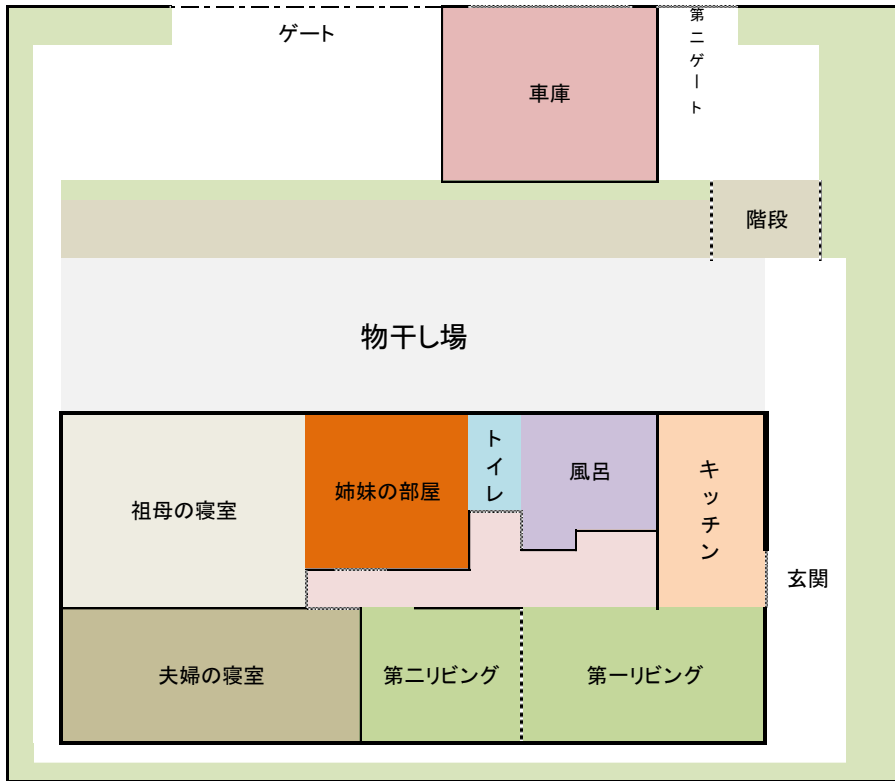 ゲート
第二ゲート
車庫
階段
物干し場
祖母の寝室
姉妹の部屋
トイレ
風呂
キッチン
玄関
夫婦の寝室
第二リビング
第一リビング